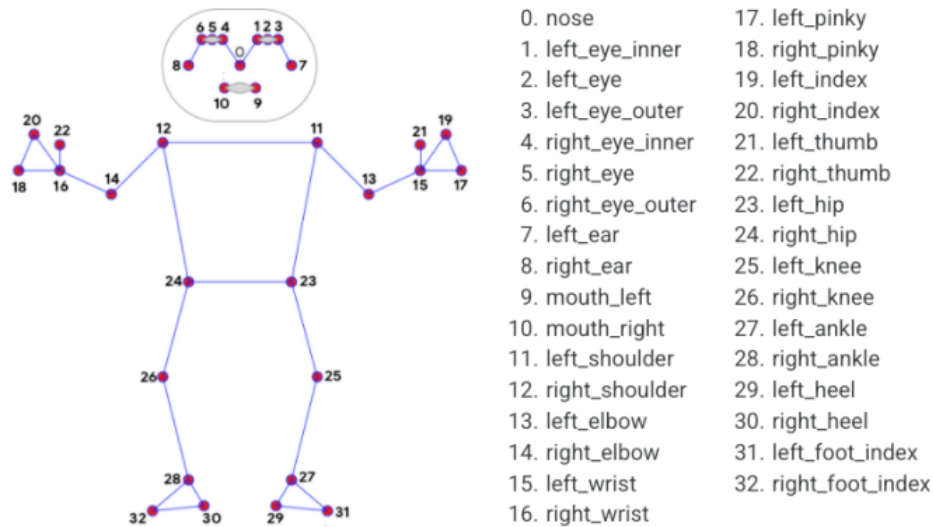 6 5 4 1 2 3
0
8 7
10 9
20 22 12 11 21 19
18 16 14 13 15 17
24 23
26 25
28 27
32 30 29 31
0. nose
1. left_eye_inner
2. left_eye
3. left_eye_outer
4. right_eye_inner
5. right_eye
6. right_eye_outer
7. left_ear
8. right_ear
9. mouth_left
10. mouth_right
11. left_shoulder
12. right_shoulder
13. left_elbow
14. right_elbow
15. left_wrist
16. right_wrist
17. left_pinky
18. right_pinky
19. left_index
20. right_index
21. left_thumb
22. right_thumb
23. left_hip
24. right_hip
25. left_knee
26. right_knee
27. left_ankle
28. right_ankle
29. left_heel
30. right_heel
31. left_foot_index
32. right_foot_index